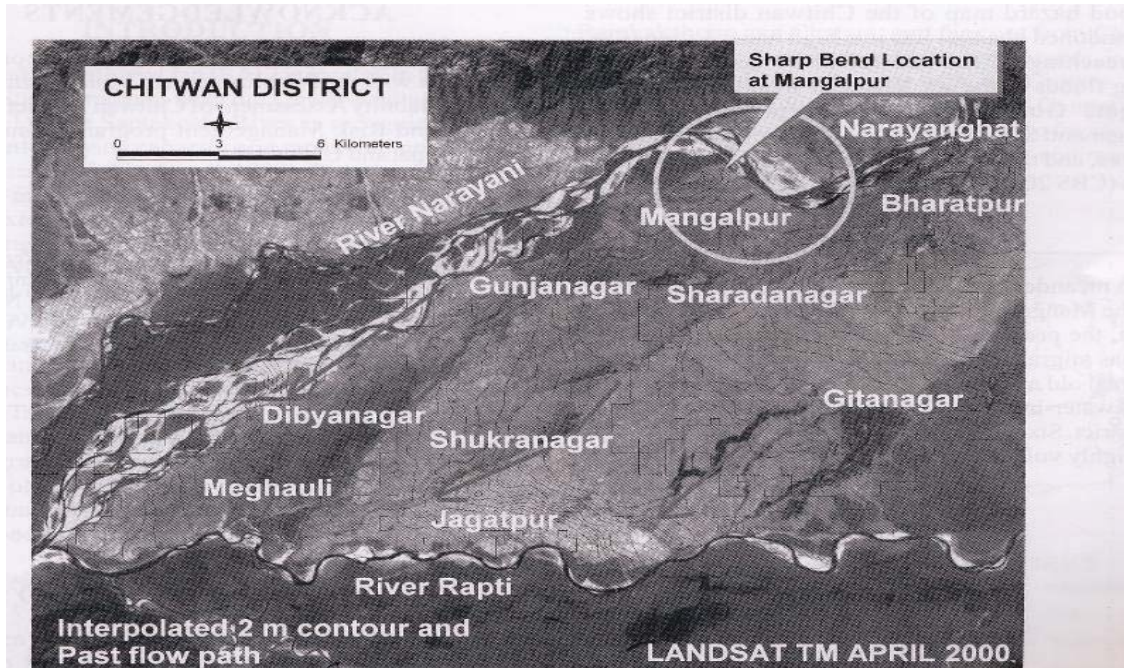 CHITWAN DISTRICT
N
0 3 6 Kilometers
Sharp Bend Location
at Mangalpur
Narayanghat
River Narayani
Mangalpur
Bharatpur
Gunjanagar
Sharadanagar
Dibyanagar
Gitanagar
Shukranagar
Meghauli
Jagatpur
River Rapti
Interpolated 2 m contour and
Past flow path
LANDSAT TM APRIL 2000.